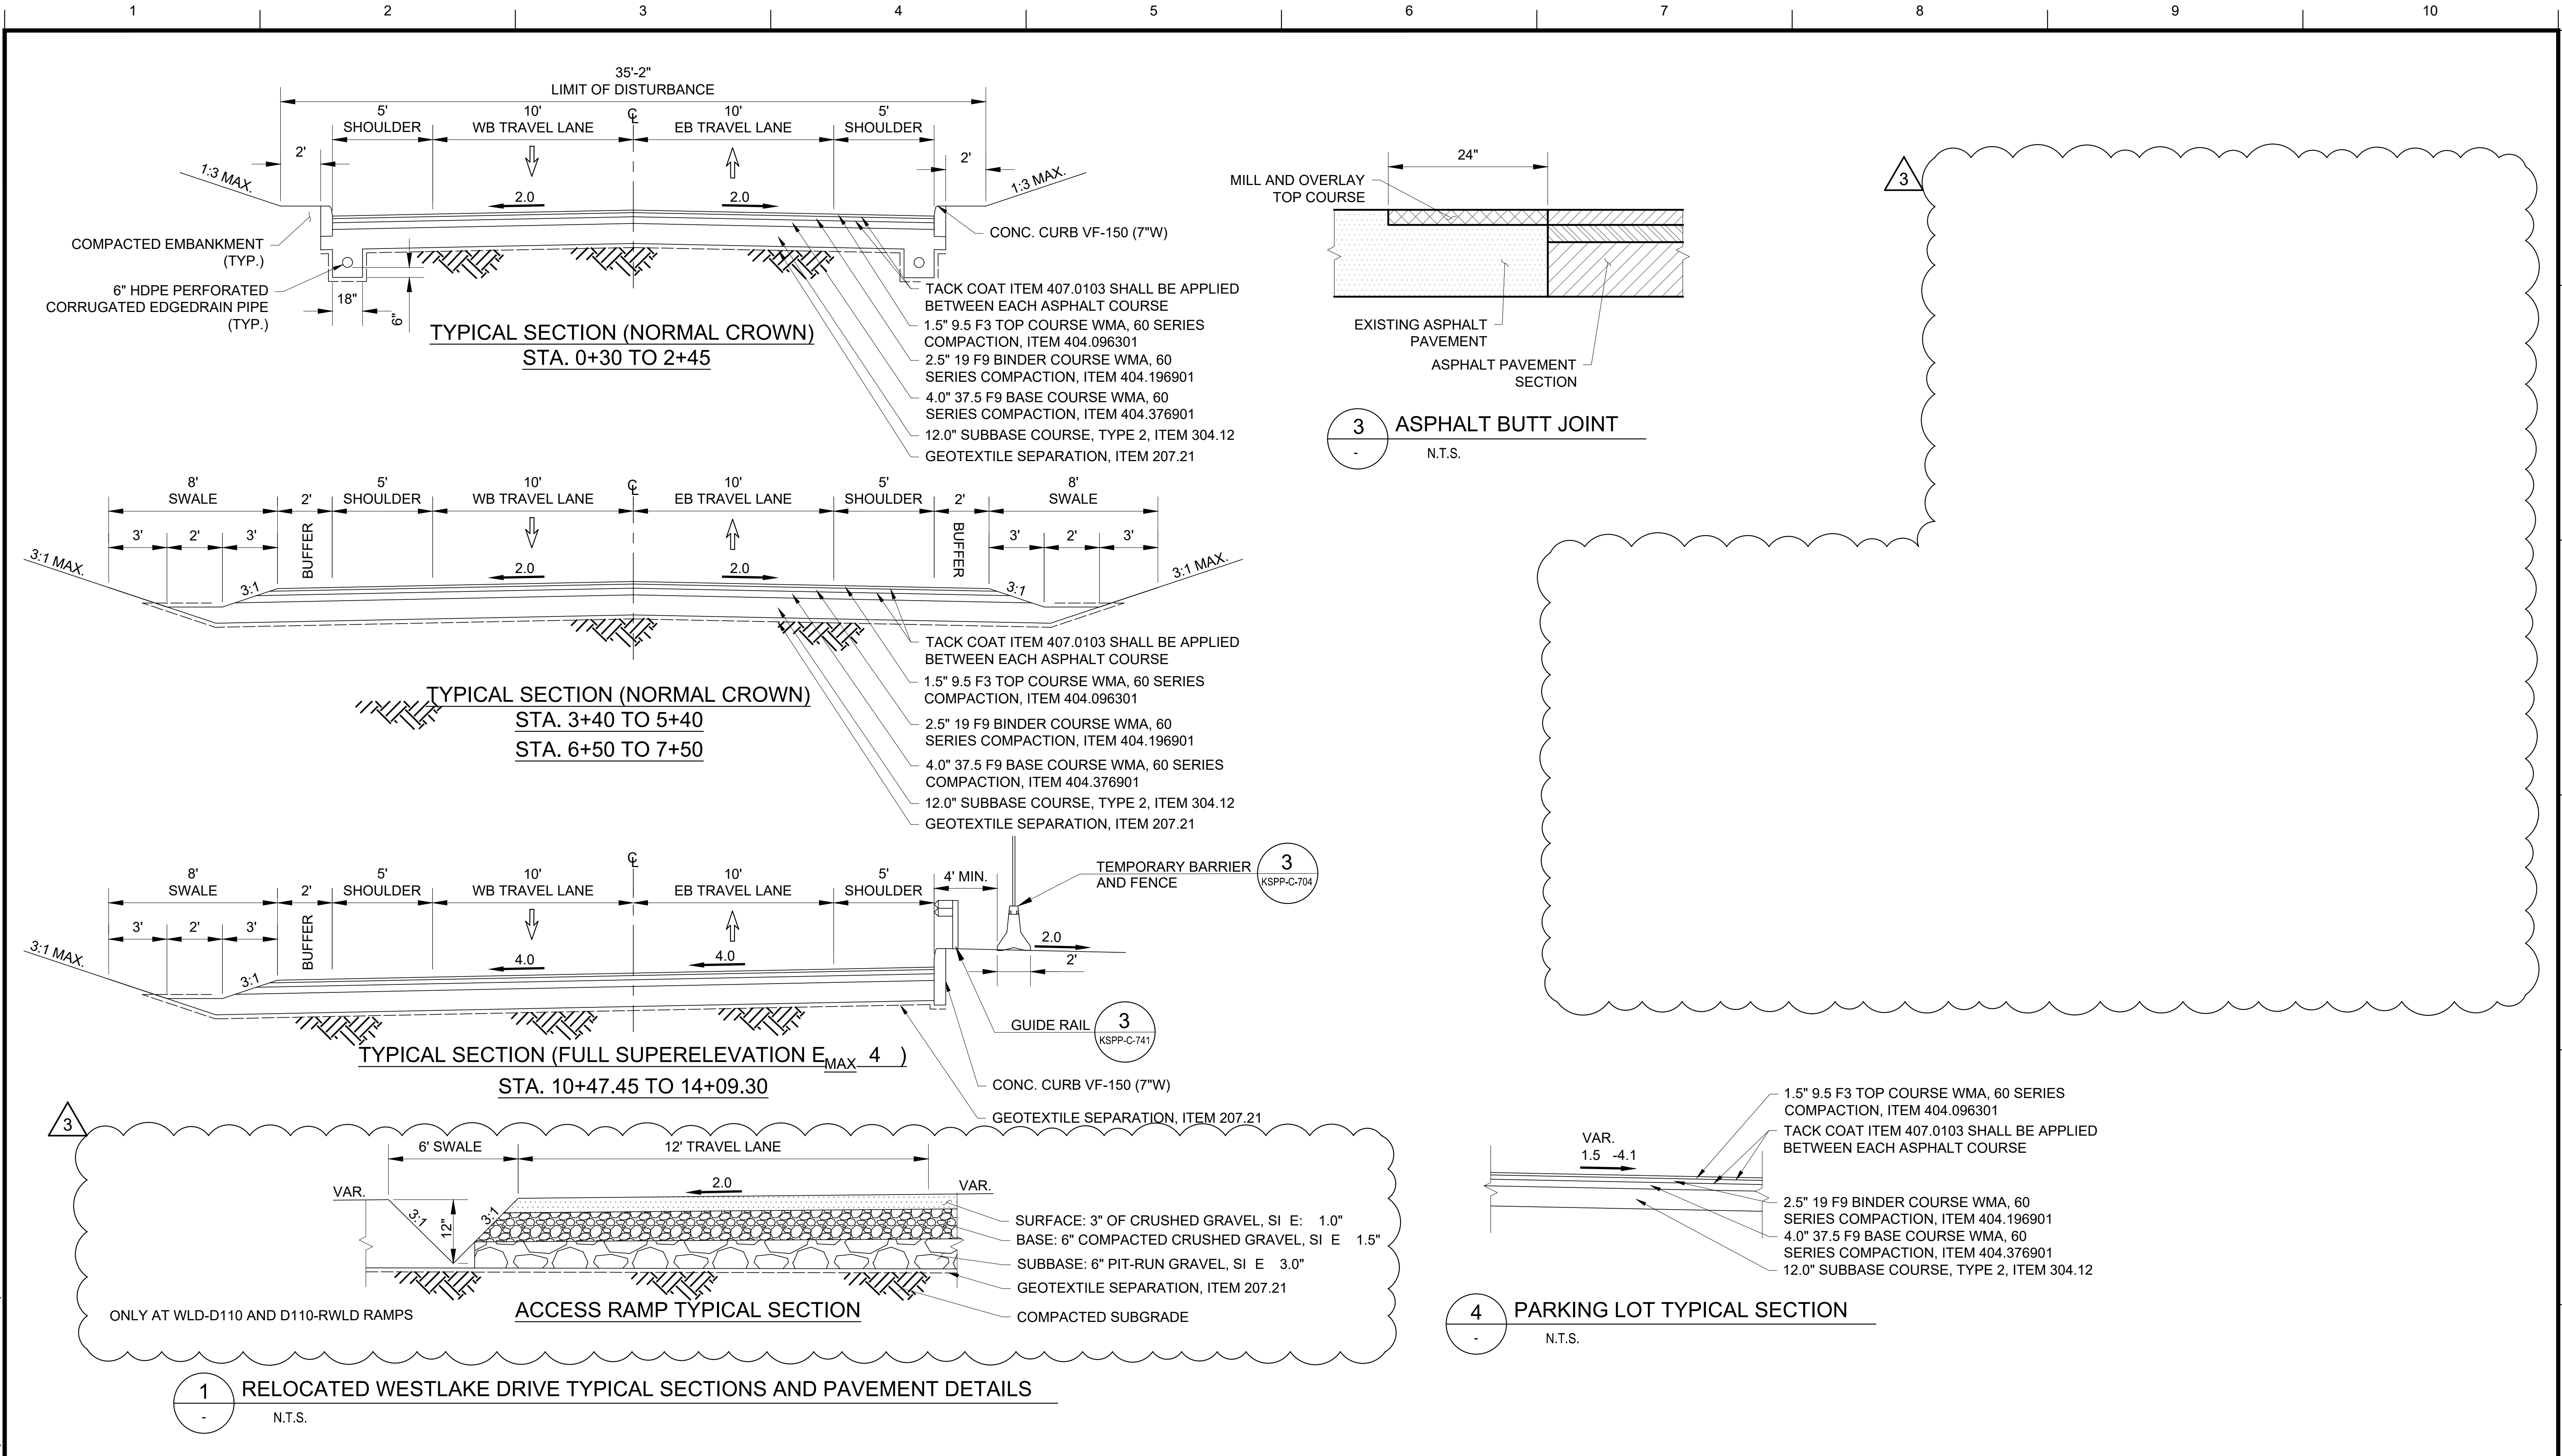 1
2
3
4
5
6
7
8
9
10
35'-2"
LIMIT OF DISTURBANCE
5'
SHOULDER
10'
WB TRAVEL LANE
℄
10'
EB TRAVEL LANE
5'
SHOULDER
2'
2'
1:3 MAX.
1:3 MAX.
2.0
2.0
COMPACTED EMBANKMENT
(TYP.)
6" HDPE PERFORATED
CORRUGATED EDGEDRAIN PIPE
(TYP.)
18"
6"
CONC. CURB VF-150 (7"W)
TACK COAT ITEM 407.0103 SHALL BE APPLIED
BETWEEN EACH ASPHALT COURSE
1.5" 9.5 F3 TOP COURSE WMA, 60 SERIES
COMPACTION, ITEM 404.096301
2.5" 19 F9 BINDER COURSE WMA, 60
SERIES COMPACTION, ITEM 404.196901
4.0" 37.5 F9 BASE COURSE WMA, 60
SERIES COMPACTION, ITEM 404.376901
12.0" SUBBASE COURSE, TYPE 2, ITEM 304.12
GEOTEXTILE SEPARATION, ITEM 207.21
TYPICAL SECTION (NORMAL CROWN)
STA. 0+30 TO 2+45
24"
MILL AND OVERLAY
TOP COURSE
EXISTING ASPHALT
PAVEMENT
ASPHALT PAVEMENT
SECTION
3
-
ASPHALT BUTT JOINT
N.T.S.
3
8'
SWALE
2'
BUFFER
5'
SHOULDER
10'
WB TRAVEL LANE
℄
10'
EB TRAVEL LANE
5'
SHOULDER
2'
BUFFER
8'
SWALE
3'
2'
3'
3'
2'
3'
3:1 MAX.
3:1
2.0
2.0
3:1
3:1 MAX.
TACK COAT ITEM 407.0103 SHALL BE APPLIED
BETWEEN EACH ASPHALT COURSE
1.5" 9.5 F3 TOP COURSE WMA, 60 SERIES
COMPACTION, ITEM 404.096301
2.5" 19 F9 BINDER COURSE WMA, 60
SERIES COMPACTION, ITEM 404.196901
4.0" 37.5 F9 BASE COURSE WMA, 60 SERIES
COMPACTION, ITEM 404.376901
12.0" SUBBASE COURSE, TYPE 2, ITEM 304.12
GEOTEXTILE SEPARATION, ITEM 207.21
TYPICAL SECTION (NORMAL CROWN)
STA. 3+40 TO 5+40
STA. 6+50 TO 7+50
8'
SWALE
2'
BUFFER
5'
SHOULDER
10'
WB TRAVEL LANE
℄
10'
EB TRAVEL LANE
5'
SHOULDER
4' MIN.
3'
2'
3'
3:1 MAX.
3:1
4.0
4.0
2.0
2'
TEMPORARY BARRIER
AND FENCE
3
KSPP-C-704
GUIDE RAIL
3
KSPP-C-741
CONC. CURB VF-150 (7"W)
GEOTEXTILE SEPARATION, ITEM 207.21
TYPICAL SECTION (FULL SUPERELEVATION EMAX 4 )
STA. 10+47.45 TO 14+09.30
3
6' SWALE
12' TRAVEL LANE
VAR.
VAR.
2.0
3:1
12"
3:1
SURFACE: 3" OF CRUSHED GRAVEL, SI E: 1.0"
BASE: 6" COMPACTED CRUSHED GRAVEL, SI E 1.5"
SUBBASE: 6" PIT-RUN GRAVEL, SI E 3.0"
GEOTEXTILE SEPARATION, ITEM 207.21
COMPACTED SUBGRADE
ONLY AT WLD-D110 AND D110-RWLD RAMPS
ACCESS RAMP TYPICAL SECTION
1
-
RELOCATED WESTLAKE DRIVE TYPICAL SECTIONS AND PAVEMENT DETAILS
N.T.S.
VAR.
1.5 -4.1
1.5" 9.5 F3 TOP COURSE WMA, 60 SERIES
COMPACTION, ITEM 404.096301
TACK COAT ITEM 407.0103 SHALL BE APPLIED
BETWEEN EACH ASPHALT COURSE
2.5" 19 F9 BINDER COURSE WMA, 60
SERIES COMPACTION, ITEM 404.196901
4.0" 37.5 F9 BASE COURSE WMA, 60
SERIES COMPACTION, ITEM 404.376901
12.0" SUBBASE COURSE, TYPE 2, ITEM 304.12
4
-
PARKING LOT TYPICAL SECTION
N.T.S.